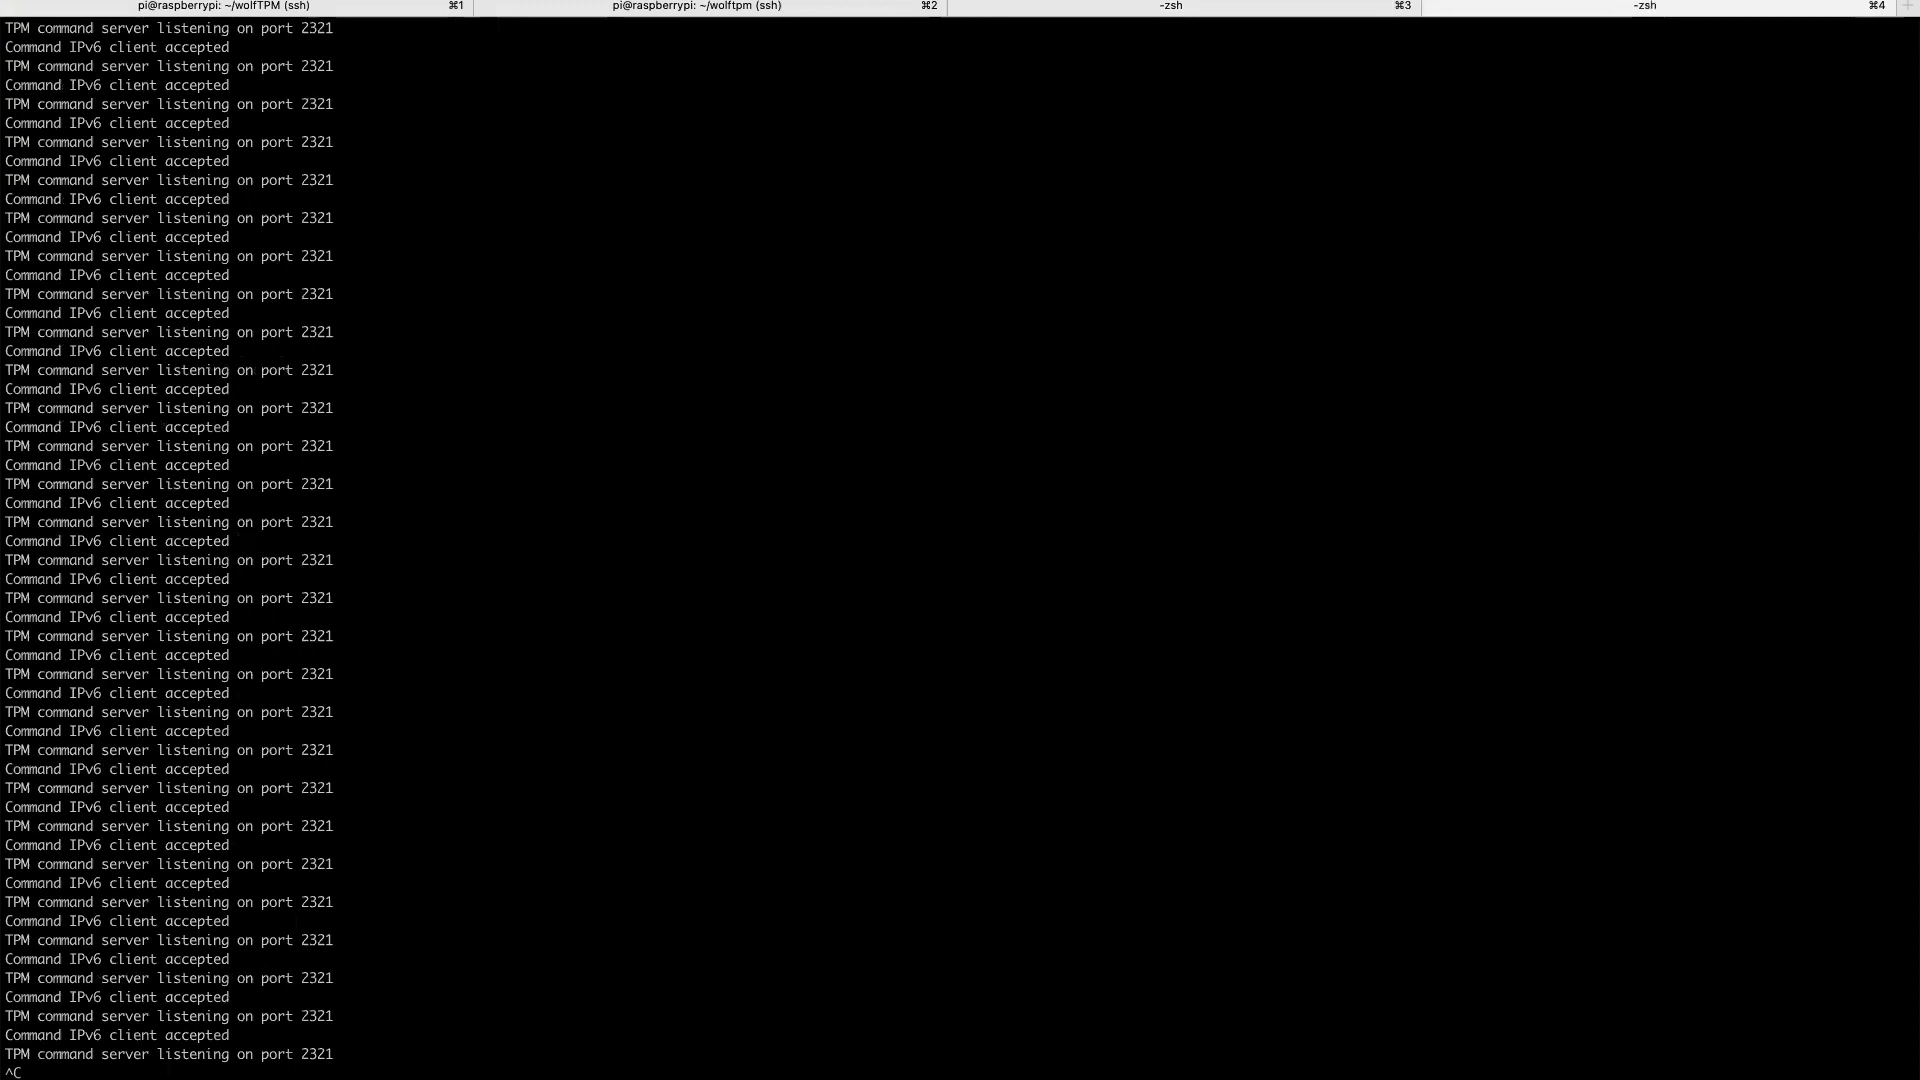 pi@raspberrypi: ~/wolfTPM (ssh) ⌘1 pi@raspberrypi: ~/wolftpm (ssh) ⌘2 -zsh ⌘3 -zsh ⌘4 +
TPM command server listening on port 2321
Command IPv6 client accepted
TPM command server listening on port 2321
Command IPv6 client accepted
TPM command server listening on port 2321
Command IPv6 client accepted
TPM command server listening on port 2321
Command IPv6 client accepted
TPM command server listening on port 2321
Command IPv6 client accepted
TPM command server listening on port 2321
Command IPv6 client accepted
TPM command server listening on port 2321
Command IPv6 client accepted
TPM command server listening on port 2321
Command IPv6 client accepted
TPM command server listening on port 2321
Command IPv6 client accepted
TPM command server listening on port 2321
Command IPv6 client accepted
TPM command server listening on port 2321
Command IPv6 client accepted
TPM command server listening on port 2321
Command IPv6 client accepted
TPM command server listening on port 2321
Command IPv6 client accepted
TPM command server listening on port 2321
Command IPv6 client accepted
TPM command server listening on port 2321
Command IPv6 client accepted
TPM command server listening on port 2321
Command IPv6 client accepted
TPM command server listening on port 2321
Command IPv6 client accepted
TPM command server listening on port 2321
Command IPv6 client accepted
TPM command server listening on port 2321
Command IPv6 client accepted
TPM command server listening on port 2321
Command IPv6 client accepted
TPM command server listening on port 2321
Command IPv6 client accepted
TPM command server listening on port 2321
Command IPv6 client accepted
TPM command server listening on port 2321
Command IPv6 client accepted
TPM command server listening on port 2321
Command IPv6 client accepted
TPM command server listening on port 2321
Command IPv6 client accepted
TPM command server listening on port 2321
Command IPv6 client accepted
TPM command server listening on port 2321
Command IPv6 client accepted
TPM command server listening on port 2321
^C